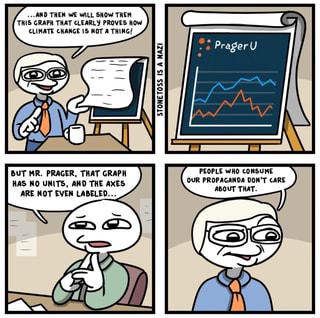 ...AND THEN WE WILL SHOW THEM
THIS GRAPH THAT CLEARLY PROVES HOW
CLIMATE CHANGE IS NOT A THING!
STONETOSS IS A NAZI
PragerU
BUT MR. PRAGER, THAT GRAPH
HAS NO UNITS, AND THE AXES
ARE NOT EVEN LABELED...
PEOPLE WHO CONSUME
OUR PROPAGANDA DON'T CARE
ABOUT THAT.